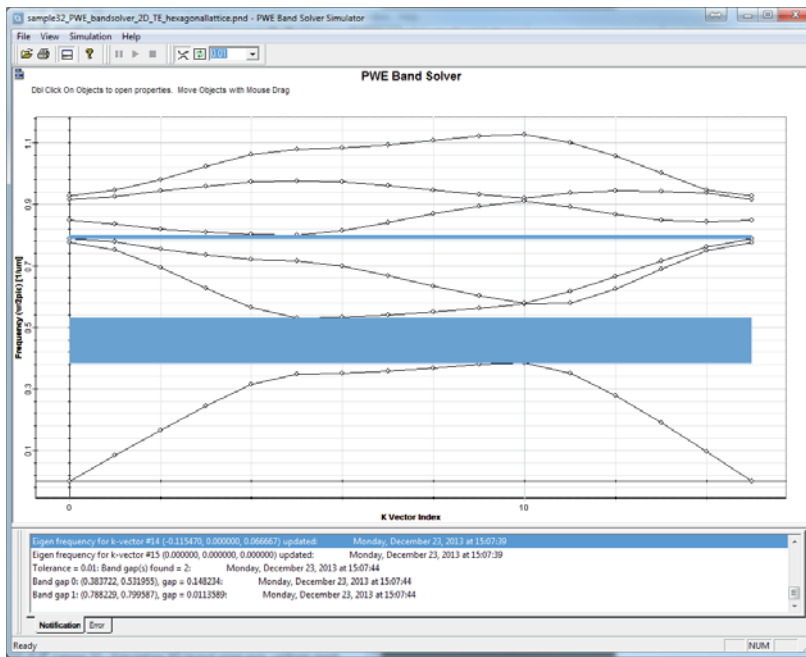 sample32_PWE_bandsolver_2D_TE_hexagonallattice.pnd - PWE Band Solver Simulator
File View Simulation Help
0.01
PWE Band Solver
Dbl Click On Objects to open properties. Move Objects with Mouse Drag
1.1
0.9
0.7
0.5
0.3
0.1
Frequency (w/2pic) [1/um]
0 10
K Vector Index
Eigen frequency for k-vector #14 (-0.115470, 0.000000, 0.066667) updated: Monday, December 23, 2013 at 15:07:39
Eigen frequency for k-vector #15 (0.000000, 0.000000, 0.000000) updated: Monday, December 23, 2013 at 15:07:39
Tolerance = 0.01: Band gap(s) found = 2: Monday, December 23, 2013 at 15:07:44
Band gap 0: (0.383722, 0.531955), gap = 0.148234: Monday, December 23, 2013 at 15:07:44
Band gap 1: (0.788229, 0.799587), gap = 0.0113589: Monday, December 23, 2013 at 15:07:44
Notification Error
Ready NUM